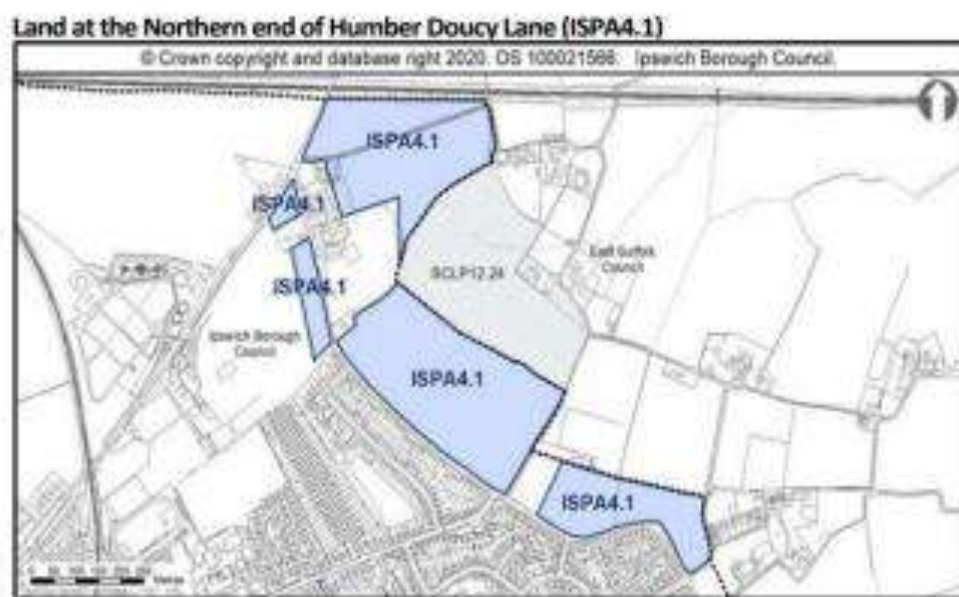 Land at the Northern end of Humber Doucy Lane (ISPA4.1)
© Crown copyright and database right 2020. OS 100021566. Ipswich Borough Council.
ISPA4.1
ISPA4.1
SCLP12.24
East Suffolk
Council
ISPA4.1
Ipswich Borough
Council
ISPA4.1
ISPA4.1
Metres